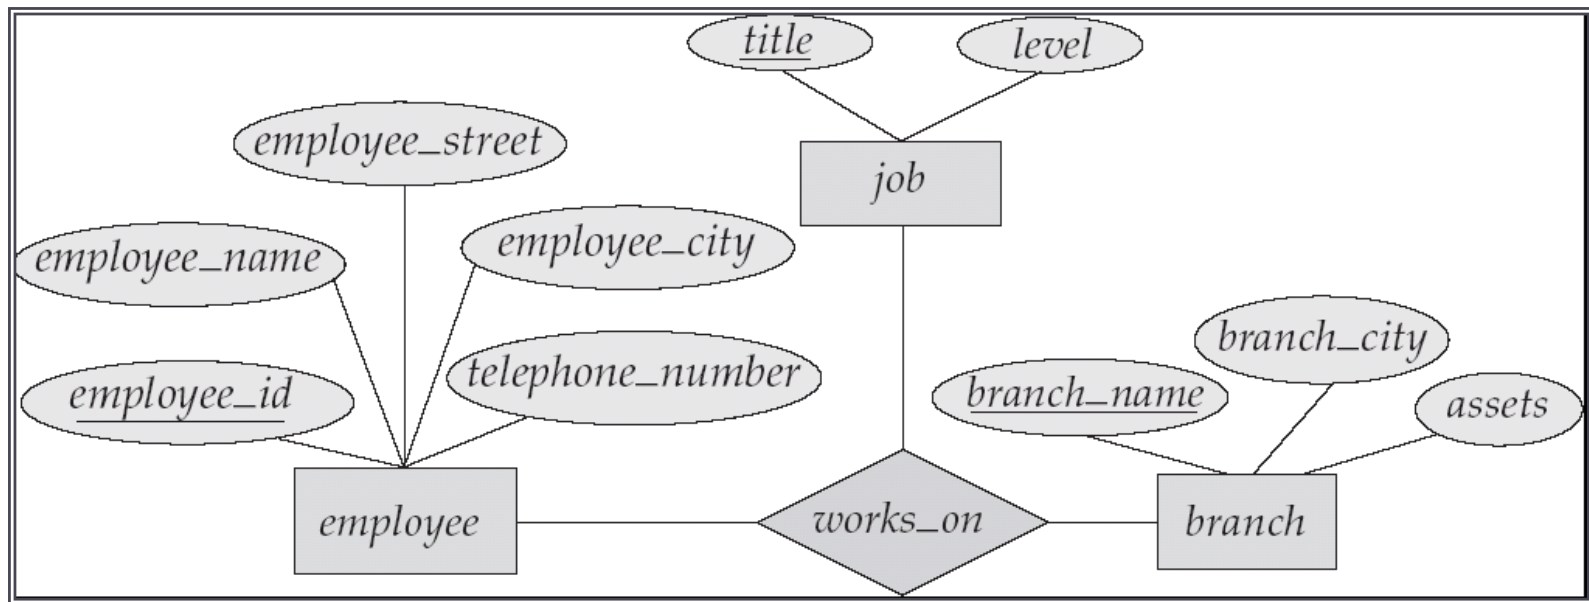 title
level
employee_street
job
employee_name
employee_city
branch_city
telephone_number
employee_id
branch_name
assets
employee
works_on
branch